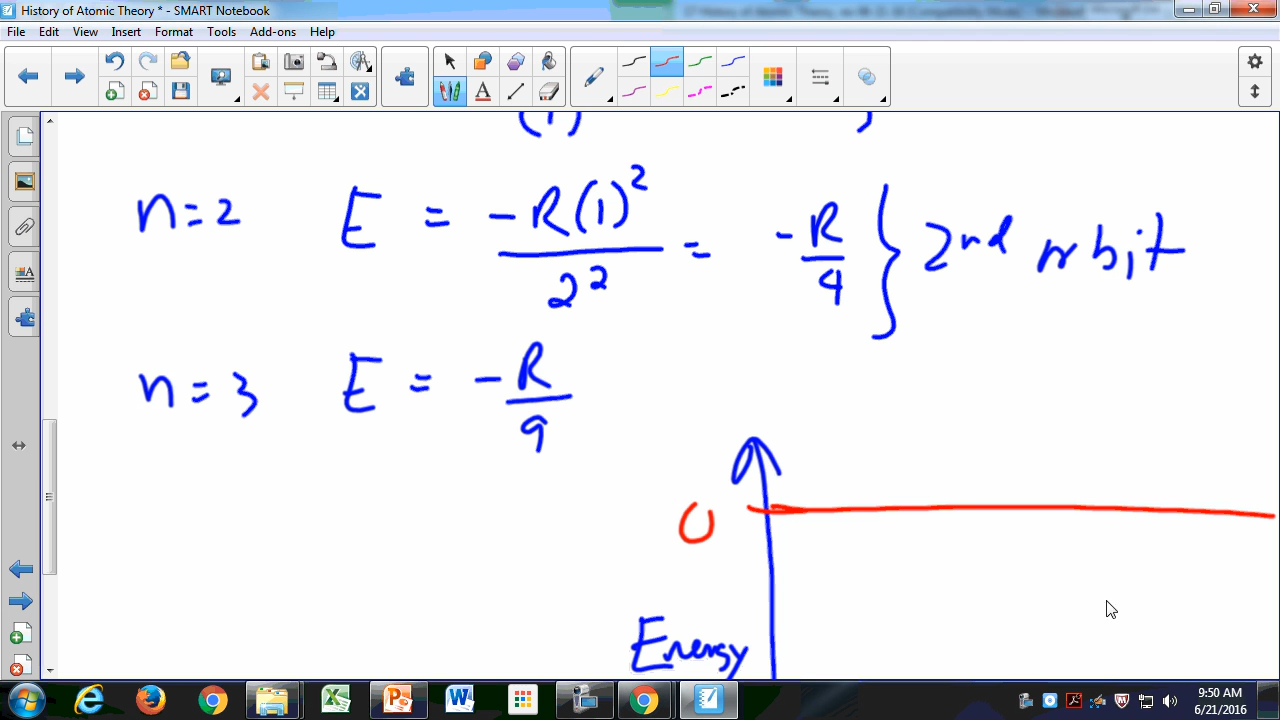 History of Atomic Theory * - SMART Notebook
File Edit View Insert Format Tools Add-ons Help
(1)
n=2 E = -R(1)² / 2² = -R/4 } 2nd orbit
n=3 E = -R/9
0
Energy
9:50 AM
6/21/2016